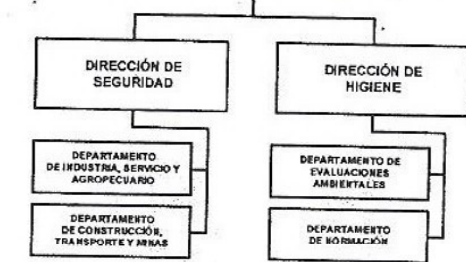 DIRECCIÓN DE
SEGURIDAD
DIRECCIÓN DE
HIGIENE
DEPARTAMENTO
DE INDUSTRIA, SERVICIO Y
AGROPECUARIO
DEPARTAMENTO DE
EVALUACIONES
AMBIENTALES
DEPARTAMENTO
DE CONSTRUCCIÓN,
TRANSPORTE Y MINAS
DEPARTAMENTO
DE NORMACIÓN